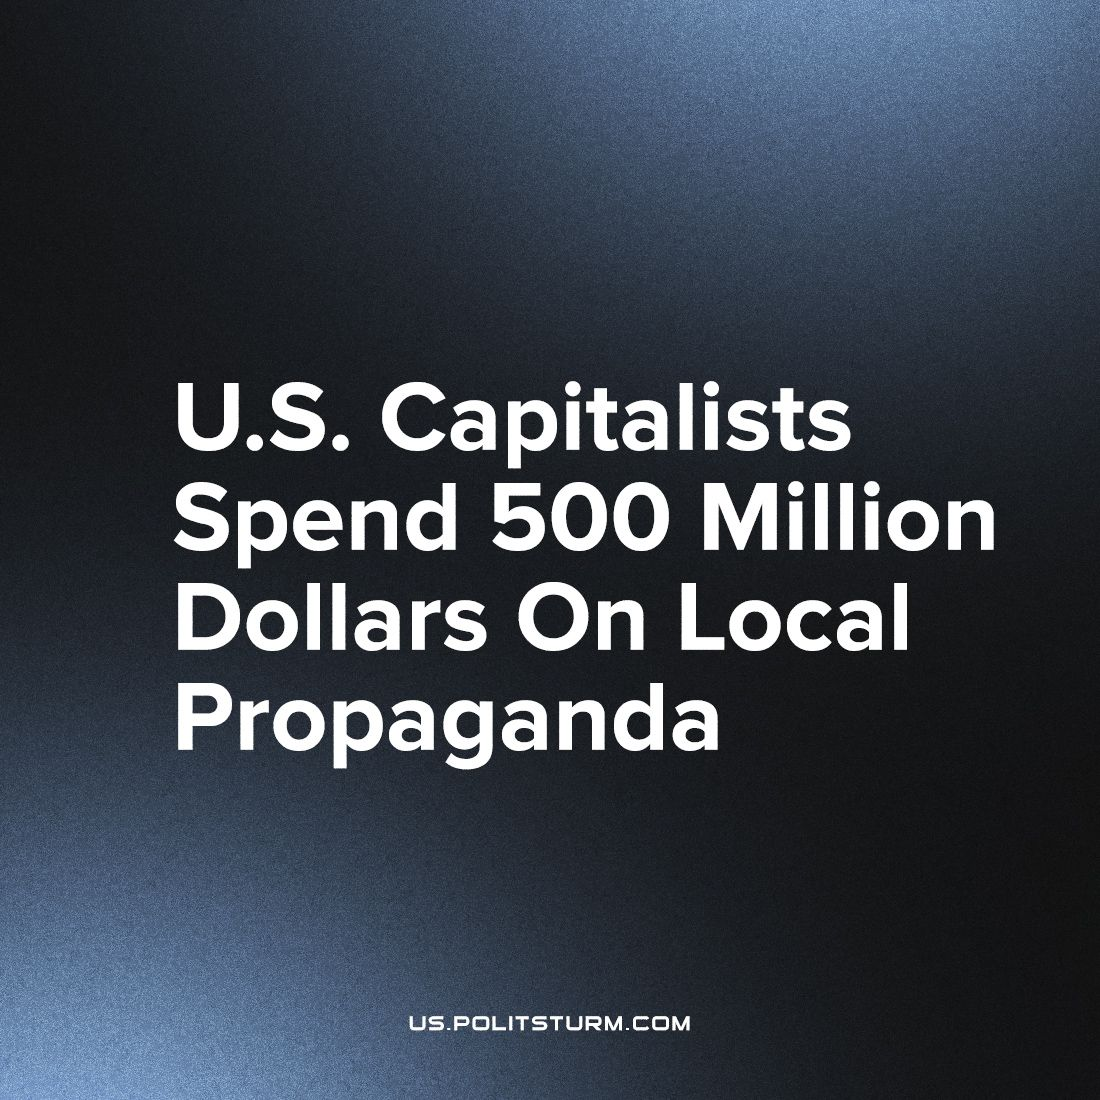 U.S. Capitalists
Spend 500 Million
Dollars On Local
Propaganda
US.POLITSTURM.COM